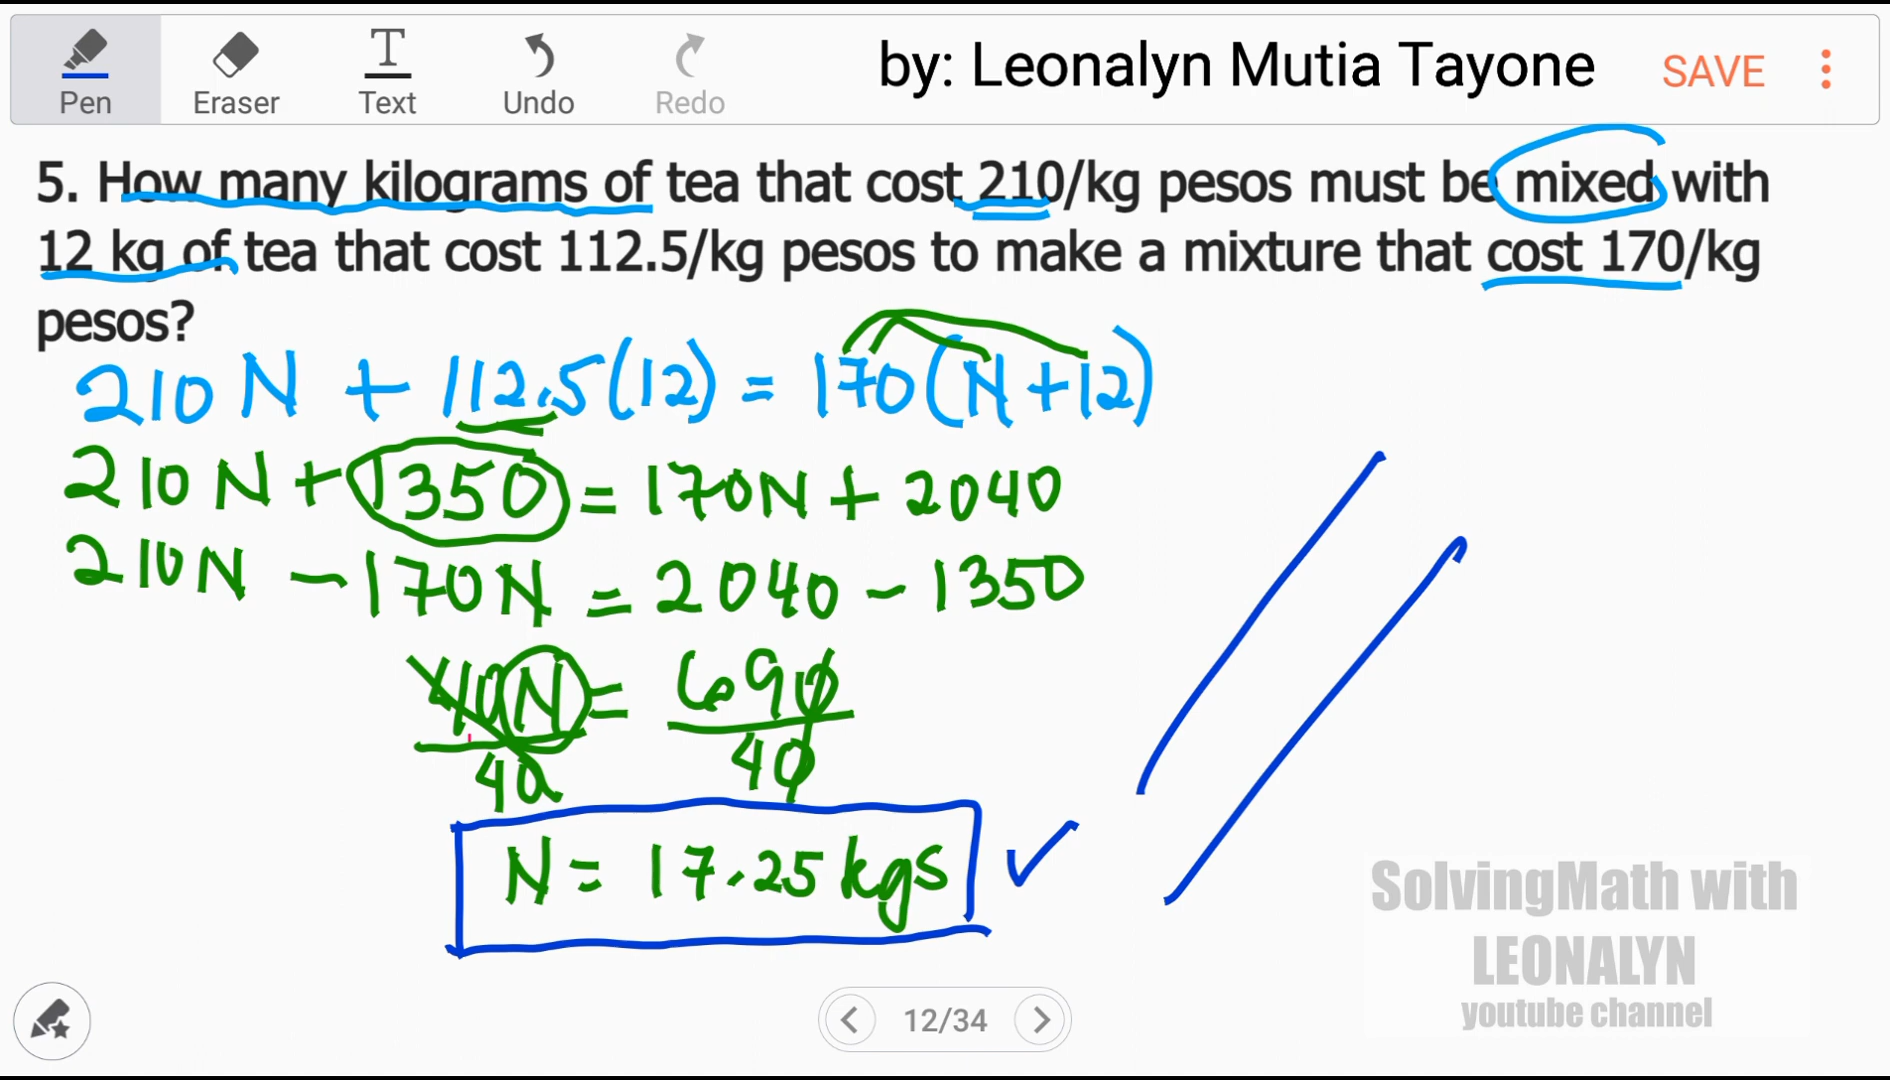 Pen
Eraser
Text
Undo
Redo
by: Leonalyn Mutia Tayone
SAVE
5. How many kilograms of tea that cost 210/kg pesos must be mixed with
12 kg of tea that cost 112.5/kg pesos to make a mixture that cost 170/kg
pesos?
210N + 112.5(12) = 170(N+12)
210N + 1350 = 170N + 2040
210N - 170N = 2040 - 1350
40N = 690
40 40
N = 17.25 kgs
SolvingMath with
LEONALYN
youtube channel
12/34